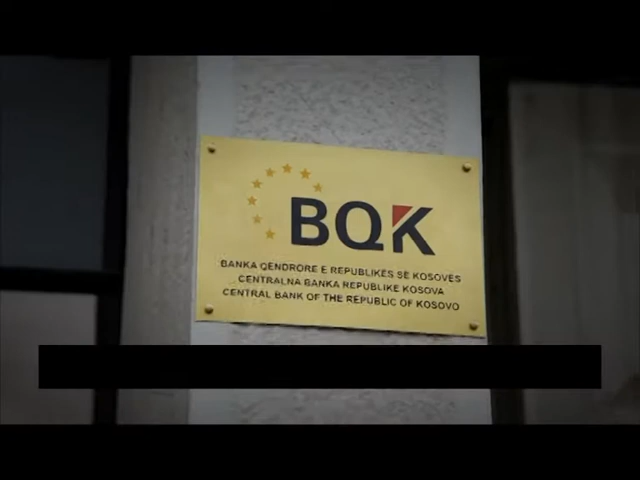 BQK
BANKA QENDRORE E REPUBLIKËS SË KOSOVËS
CENTRALNA BANKA REPUBLIKE KOSOVA
CENTRAL BANK OF THE REPUBLIC OF KOSOVO